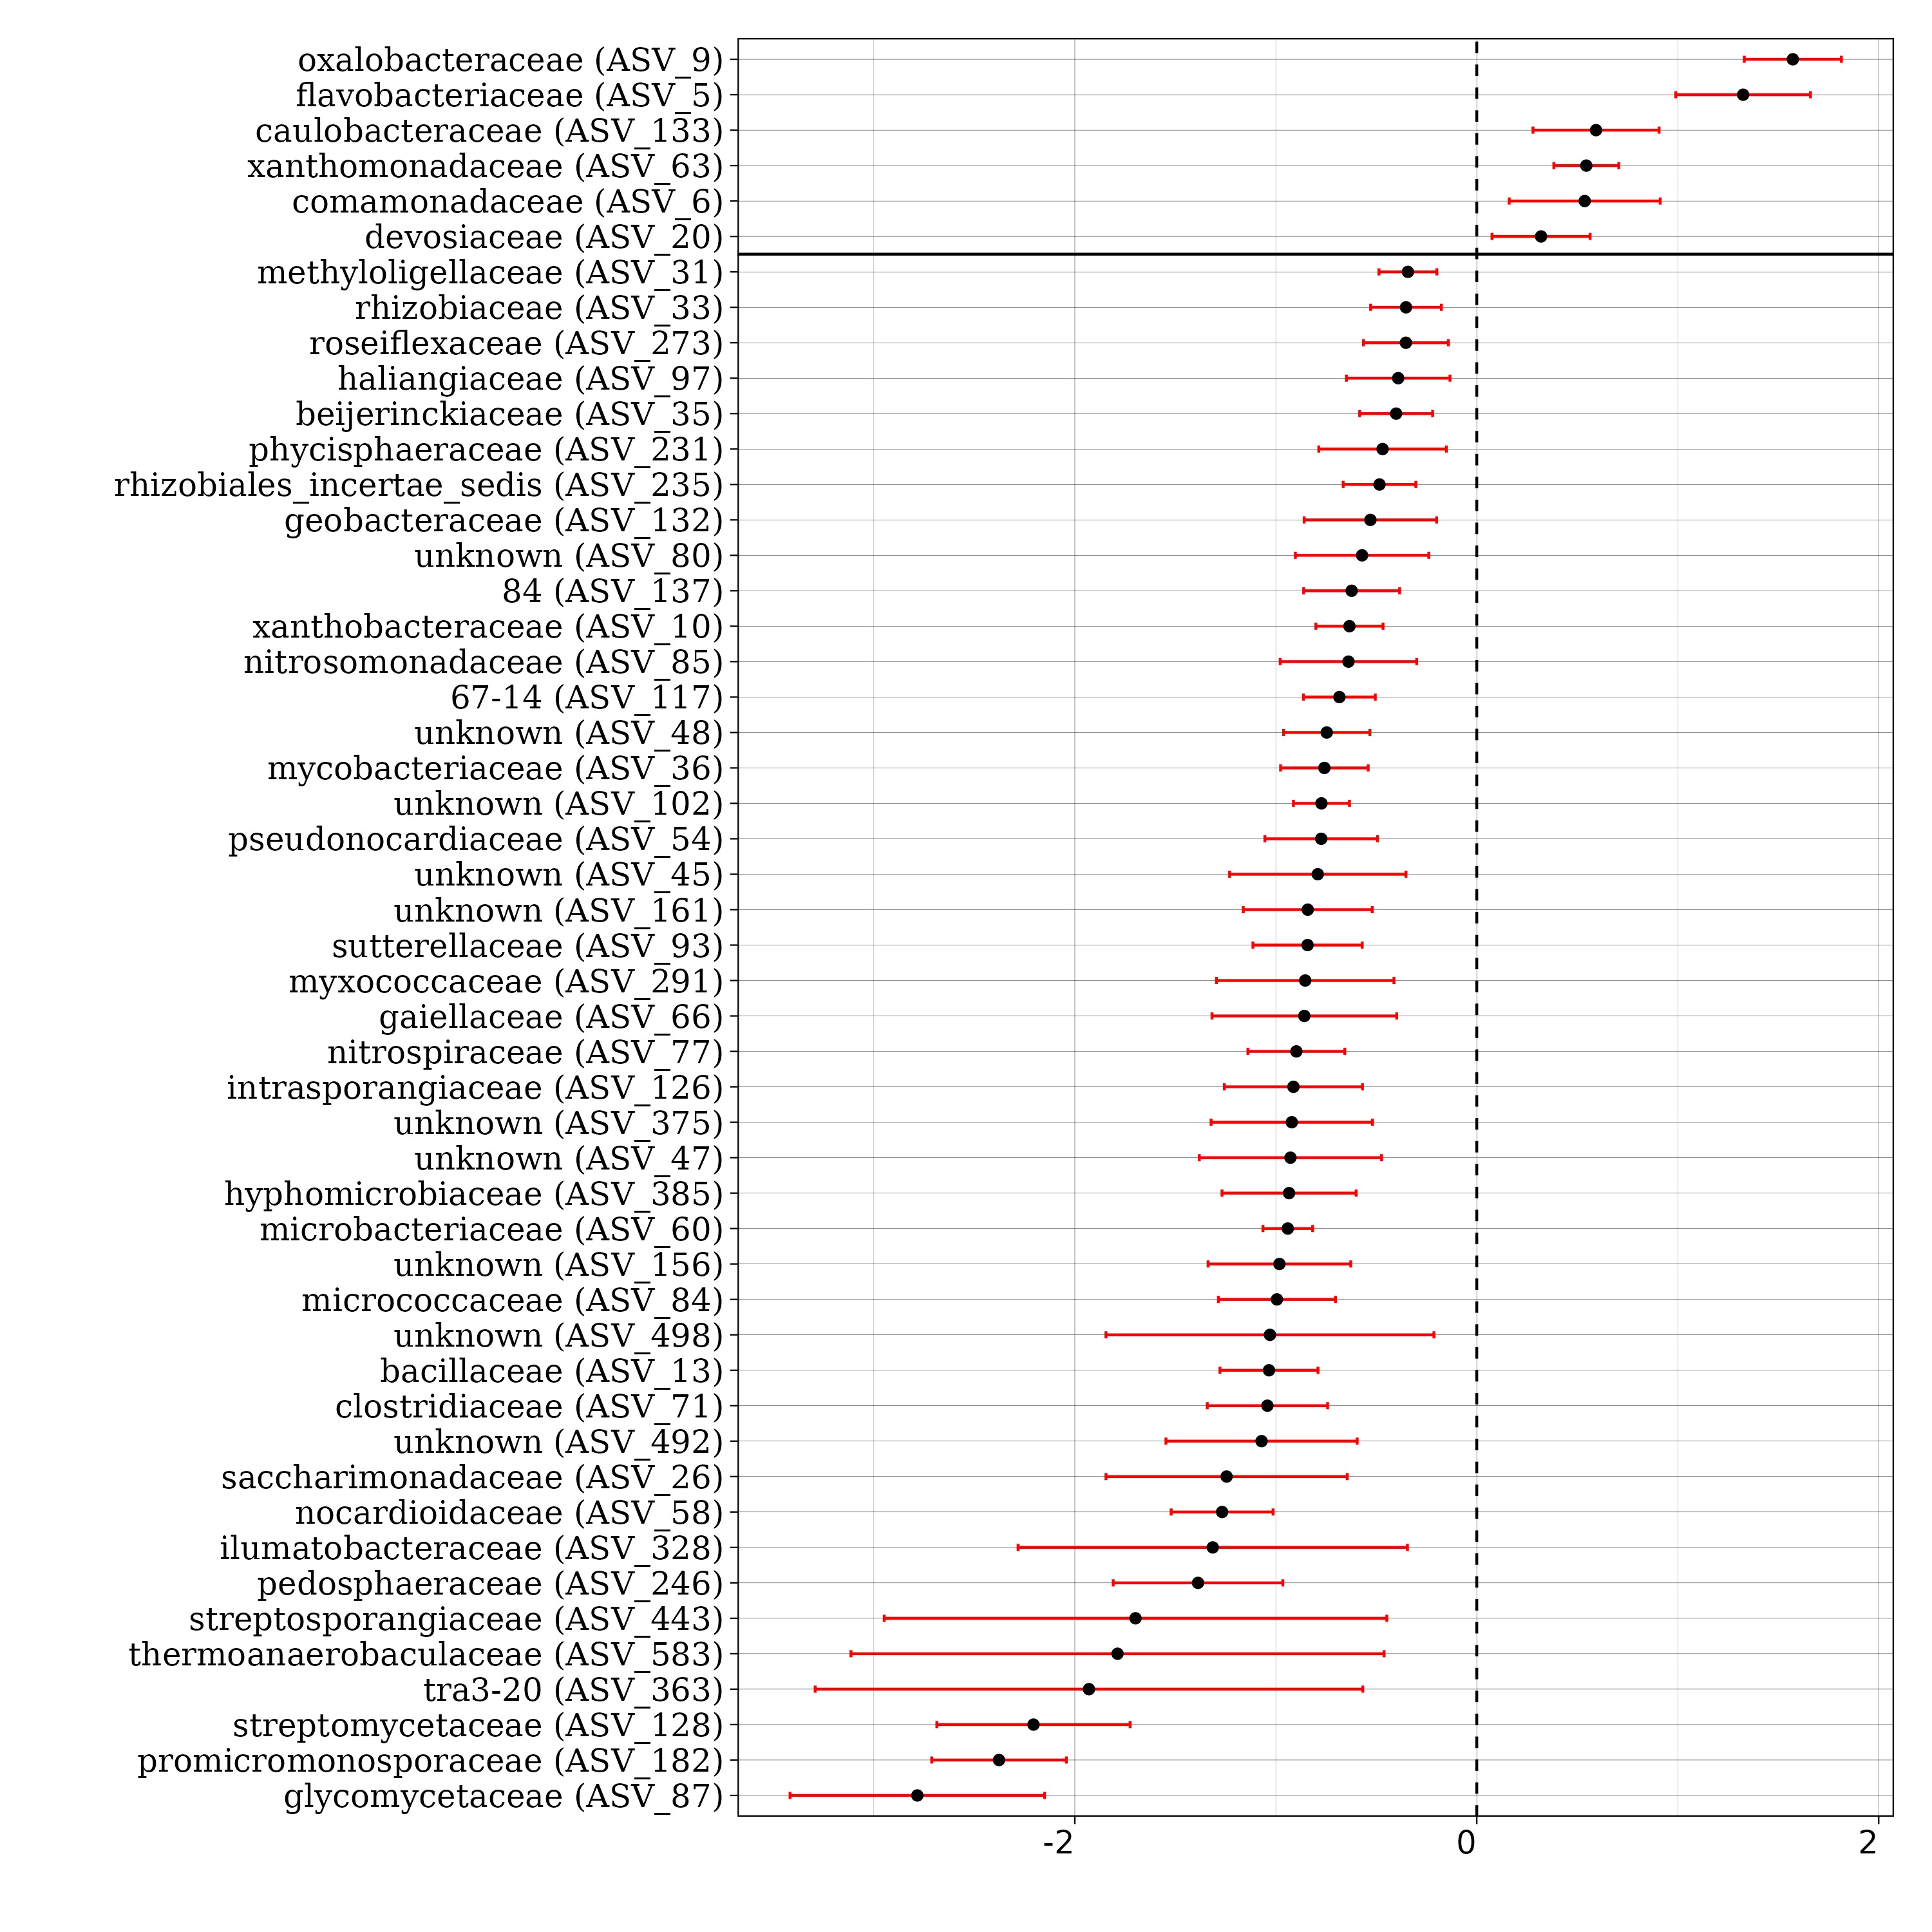 oxalobacteraceae (ASV_9)
flavobacteriaceae (ASV_5)
caulobacteraceae (ASV_133)
xanthomonadaceae (ASV_63)
comamonadaceae (ASV_6)
devosiaceae (ASV_20)
methyloligellaceae (ASV_31)
rhizobiaceae (ASV_33)
roseiflexaceae (ASV_273)
haliangiaceae (ASV_97)
beijerinckiaceae (ASV_35)
phycisphaeraceae (ASV_231)
rhizobiales_incertae_sedis (ASV_235)
geobacteraceae (ASV_132)
unknown (ASV_80)
84 (ASV_137)
xanthobacteraceae (ASV_10)
nitrosomonadaceae (ASV_85)
67-14 (ASV_117)
unknown (ASV_48)
mycobacteriaceae (ASV_36)
unknown (ASV_102)
pseudonocardiaceae (ASV_54)
unknown (ASV_45)
unknown (ASV_161)
sutterellaceae (ASV_93)
myxococcaceae (ASV_291)
gaiellaceae (ASV_66)
nitrospiraceae (ASV_77)
intrasporangiaceae (ASV_126)
unknown (ASV_375)
unknown (ASV_47)
hyphomicrobiaceae (ASV_385)
microbacteriaceae (ASV_60)
unknown (ASV_156)
micrococcaceae (ASV_84)
unknown (ASV_498)
bacillaceae (ASV_13)
clostridiaceae (ASV_71)
unknown (ASV_492)
saccharimonadaceae (ASV_26)
nocardioidaceae (ASV_58)
ilumatobacteraceae (ASV_328)
pedosphaeraceae (ASV_246)
streptosporangiaceae (ASV_443)
thermoanaerobaculaceae (ASV_583)
tra3-20 (ASV_363)
streptomycetaceae (ASV_128)
promicromonosporaceae (ASV_182)
glycomycetaceae (ASV_87)
-2 0 2